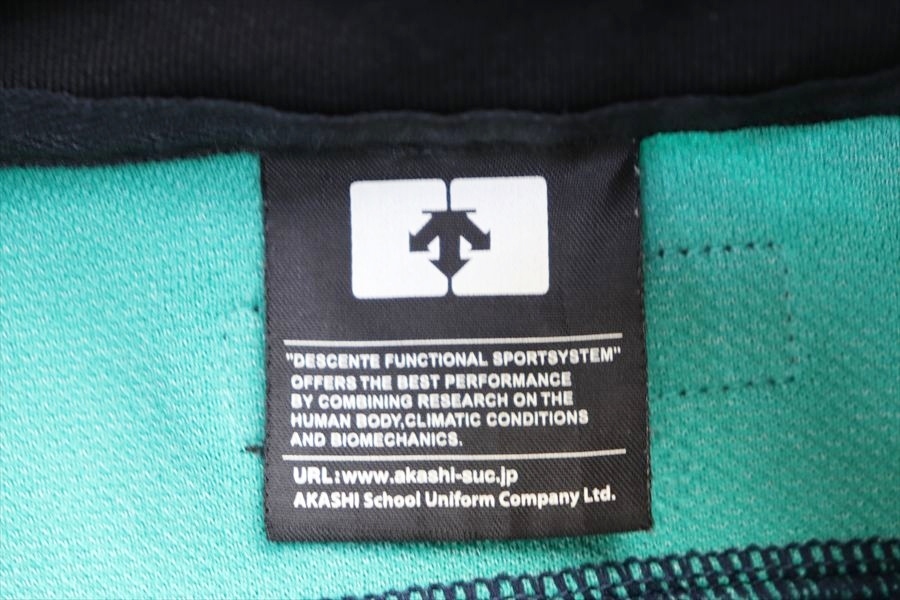 "DESCENTE FUNCTIONAL SPORTSYSTEM"
OFFERS THE BEST PERFORMANCE
BY COMBINING RESEARCH ON THE
HUMAN BODY,CLIMATIC CONDITIONS
AND BIOMECHANICS.
URL:www.akashi-suc.jp
AKASHI School Uniform Company Ltd.